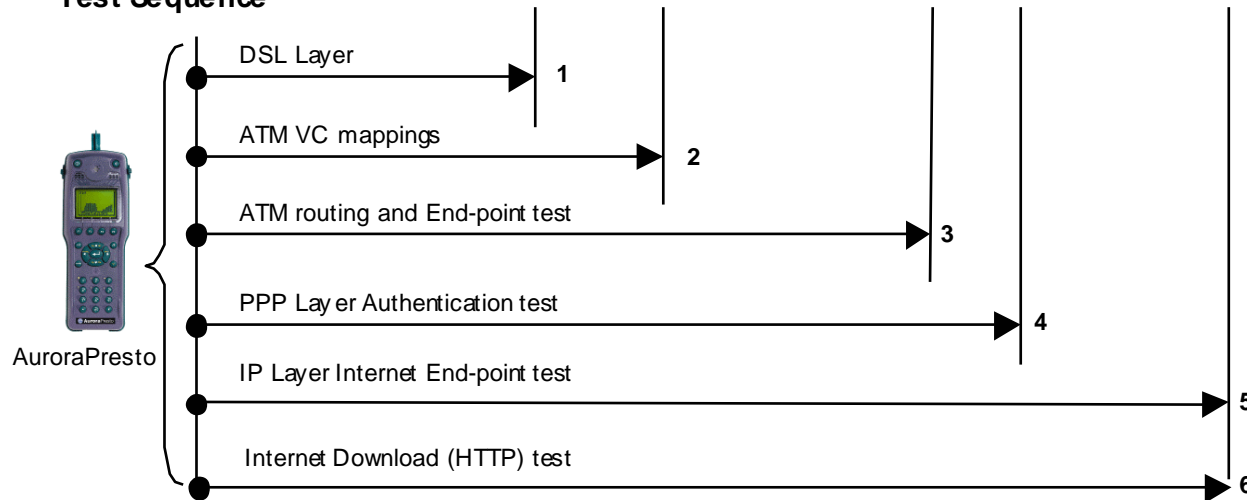 Test Sequence
DSL Layer
1
ATM VC mappings
2
ATM routing and End-point test
3
PPP Layer Authentication test
4
AuroraPresto
IP Layer Internet End-point test
5
Internet Download (HTTP) test
6
AuroraPresto